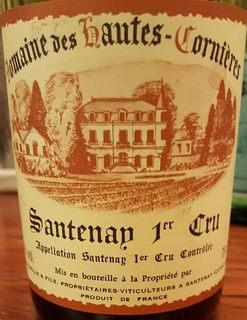 Domaine des Hautes-Cornières
Santenay 1er Cru
Appellation Santenay 1er Cru Contrôlée
Mis en bouteille à la Propriété par
& FILS, PROPRIÉTAIRES-VITICULTEURS A SANTENAY
PRODUIT DE FRANCE